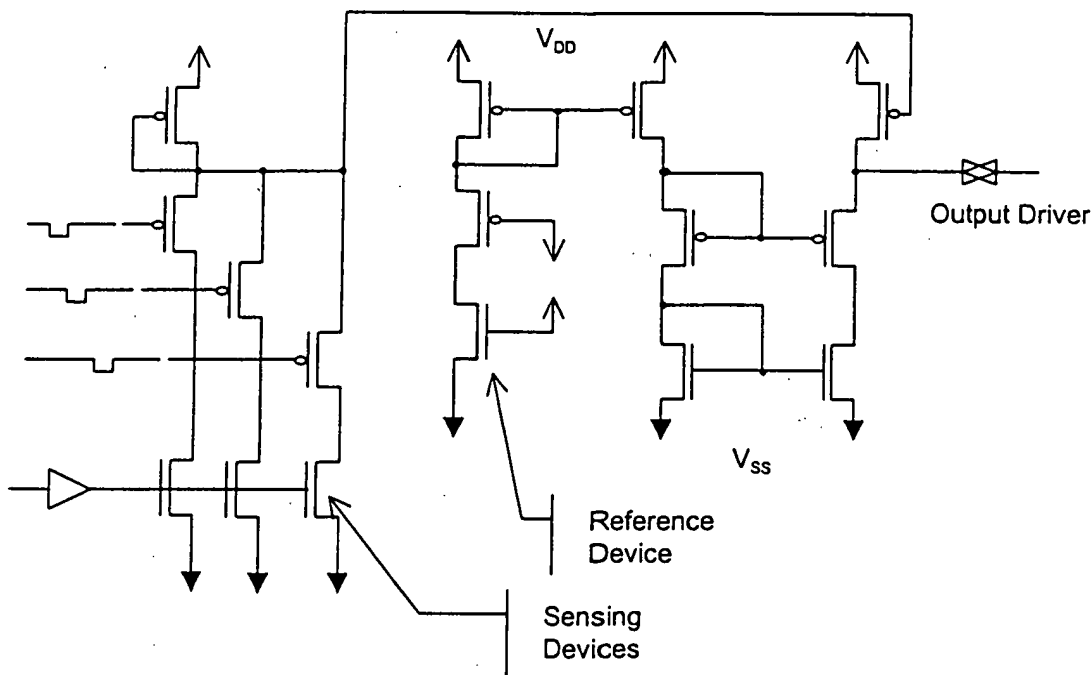 V_DD
Output Driver
V_SS
Reference
Device
Sensing
Devices